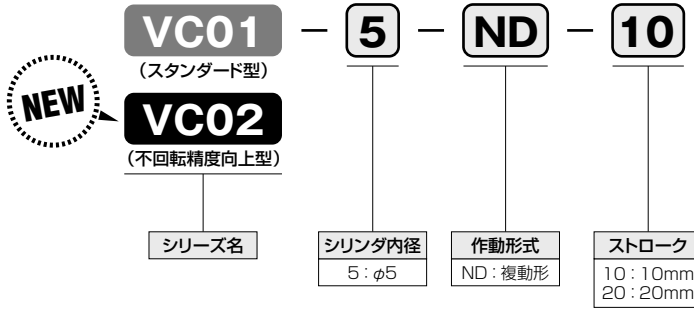 VC01 － 5 － ND － 10
（スタンダード型）
NEW
VC02
（不回転精度向上型）
シリーズ名
シリンダ内径
5：φ5
作動形式
ND：複動形
ストローク
10：10mm
20：20mm